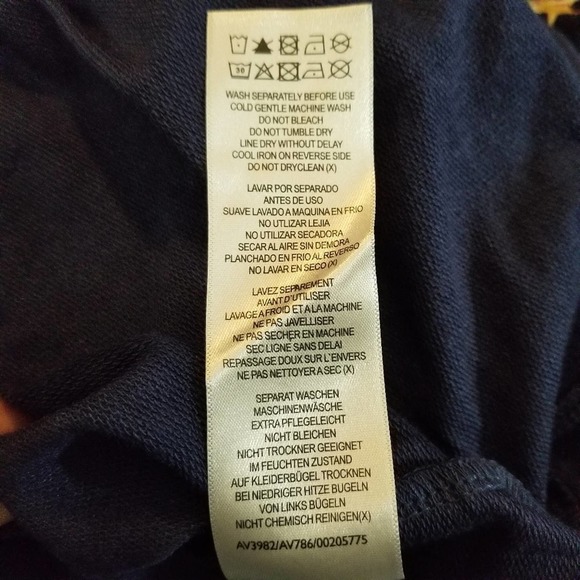 30
WASH SEPARATELY BEFORE USE
COLD GENTLE MACHINE WASH
DO NOT BLEACH
DO NOT TUMBLE DRY
LINE DRY WITHOUT DELAY
COOL IRON ON REVERSE SIDE
DO NOT DRYCLEAN (X)
LAVAR POR SEPARADO
ANTES DE USO
SUAVE LAVADO A MAQUINA EN FRIO
NO UTILIZAR LEJIA
NO UTILIZAR SECADORA
SECAR AL AIRE SIN DEMORA
PLANCHADO EN FRIO AL REVERSO
NO LAVAR EN SECO (X)
LAVEZ SEPAREMENT
AVANT D'UTILISER
LAVAGE A FROID ET A LA MACHINE
NE PAS JAVELLISER
NE PAS SECHER EN MACHINE
SEC LIGNE SANS DELAI
REPASSAGE DOUX SUR L'ENVERS
NE PAS NETTOYER A SEC (X)
SEPARAT WASCHEN
MASCHINENWÄSCHE
EXTRA PFLEGELEICHT
NICHT BLEICHEN
NICHT TROCKNER GEEIGNET
IM FEUCHTEN ZUSTAND
AUF KLEIDERBÜGEL TROCKNEN
BEI NIEDRIGER HITZE BUGELN
VON LINKS BÜGELN
NICHT CHEMISCH REINIGEN(X)
AV3982/AV786/00205775